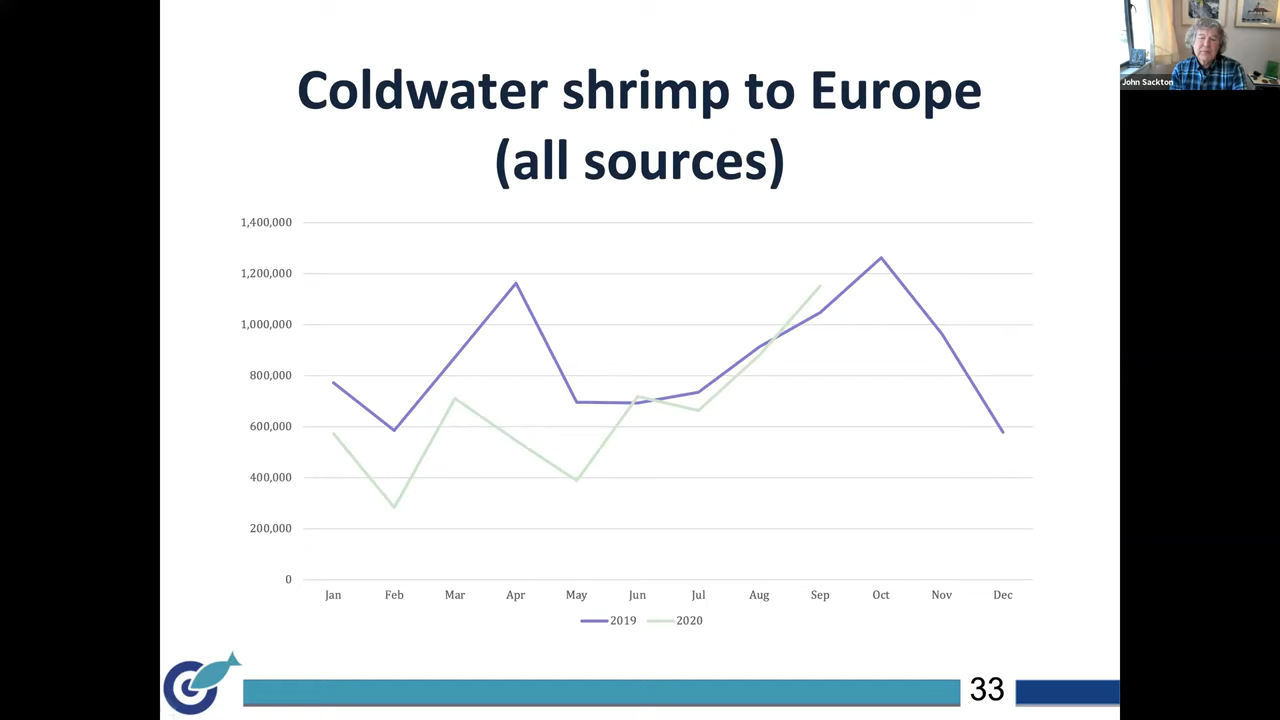 Coldwater shrimp to Europe
(all sources)
John Sackton
1,400,000
1,200,000
1,000,000
800,000
600,000
400,000
200,000
0
Jan Feb Mar Apr May Jun Jul Aug Sep Oct Nov Dec
2019 2020
33